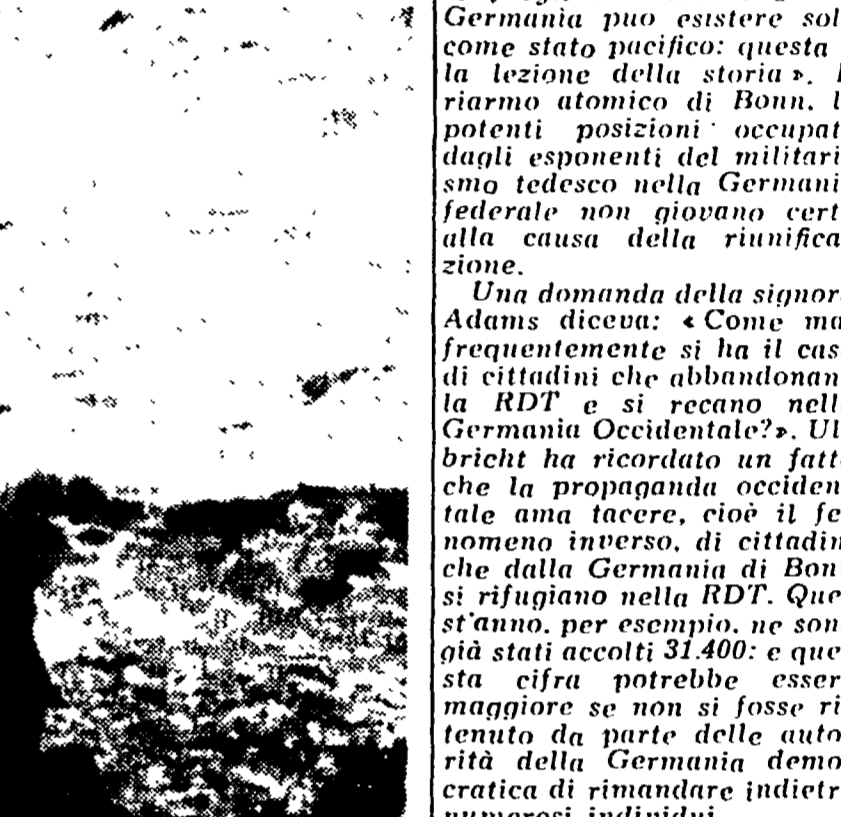 Germania può esistere sol
come stato pacifico: questa
la lezione della storia ».
riarmo atomico di Bonn. l
potenti posizioni occupat
dagli esponenti del militari
smo tedesco nella Germani
federale non giovano cert
alla causa della riunifica
zione.
Una domanda della signor
Adams diceva: « Come ma
frequentemente si ha il cas
di cittadini che abbandonan
la RDT e si recano nell
Germania Occidentale?». Ul
bricht ha ricordato un fatt
che la propaganda occiden
tale ama tacere, cioè il fe
nomeno inverso, di cittadin
che dalla Germania di Bon
si rifugiano nella RDT. Que
st'anno. per esempio. ne son
già stati accolti 31.400: e que
sta cifra potrebbe esser
maggiore se non si fosse ri
tenuto da parte delle auto
rità della Germania demo
cratica di rimandare indietr
numerosi individui